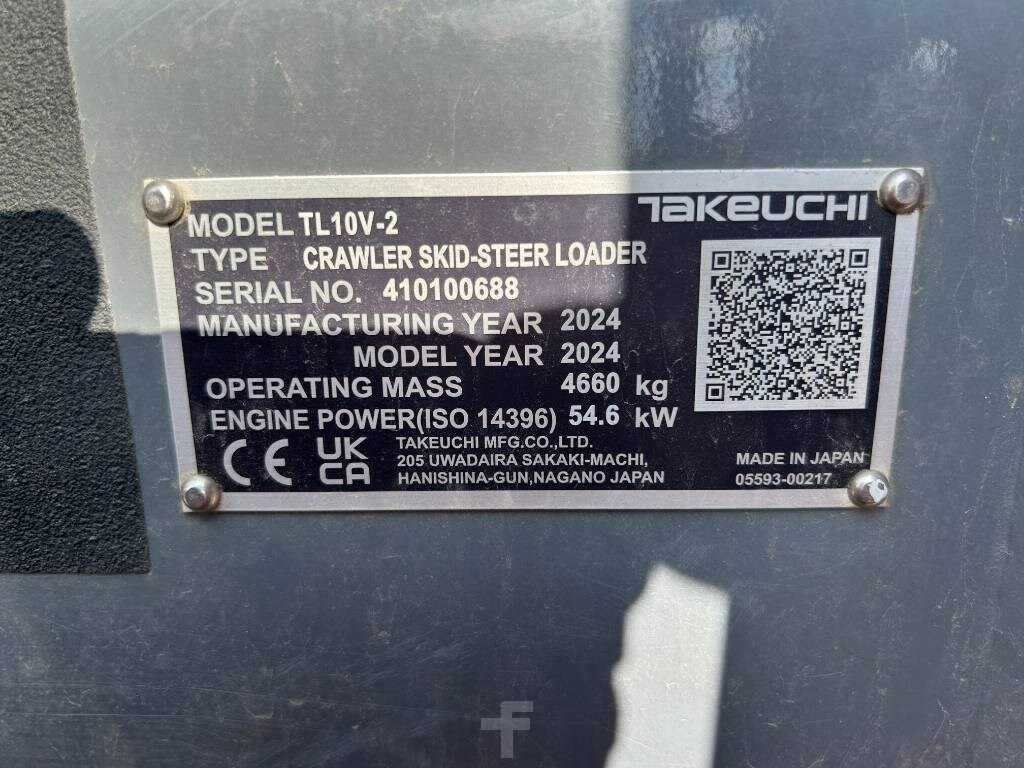 TAKEUCHI
MODEL TL10V-2
TYPE CRAWLER SKID-STEER LOADER
SERIAL NO. 410100688
MANUFACTURING YEAR 2024
MODEL YEAR 2024
OPERATING MASS 4660 kg
ENGINE POWER(ISO 14396) 54.6 kW
CE UK CA
TAKEUCHI MFG.CO.,LTD.
205 UWADAIRA SAKAKI-MACHI,
HANISHINA-GUN,NAGANO JAPAN
MADE IN JAPAN
05593-00217
F